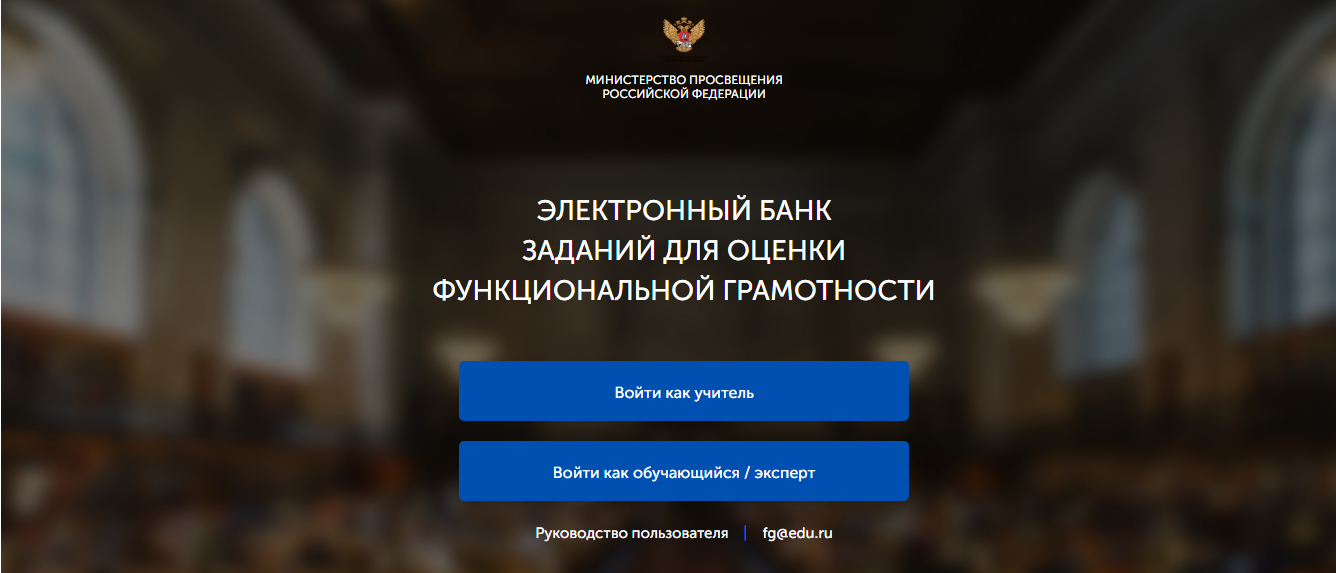 МИНИСТЕРСТВО ПРОСВЕЩЕНИЯ
РОССИЙСКОЙ ФЕДЕРАЦИИ
ЭЛЕКТРОННЫЙ БАНК
ЗАДАНИЙ ДЛЯ ОЦЕНКИ
ФУНКЦИОНАЛЬНОЙ ГРАМОТНОСТИ
Войти как учитель
Войти как обучающийся / эксперт
Руководство пользователя | fg@edu.ru